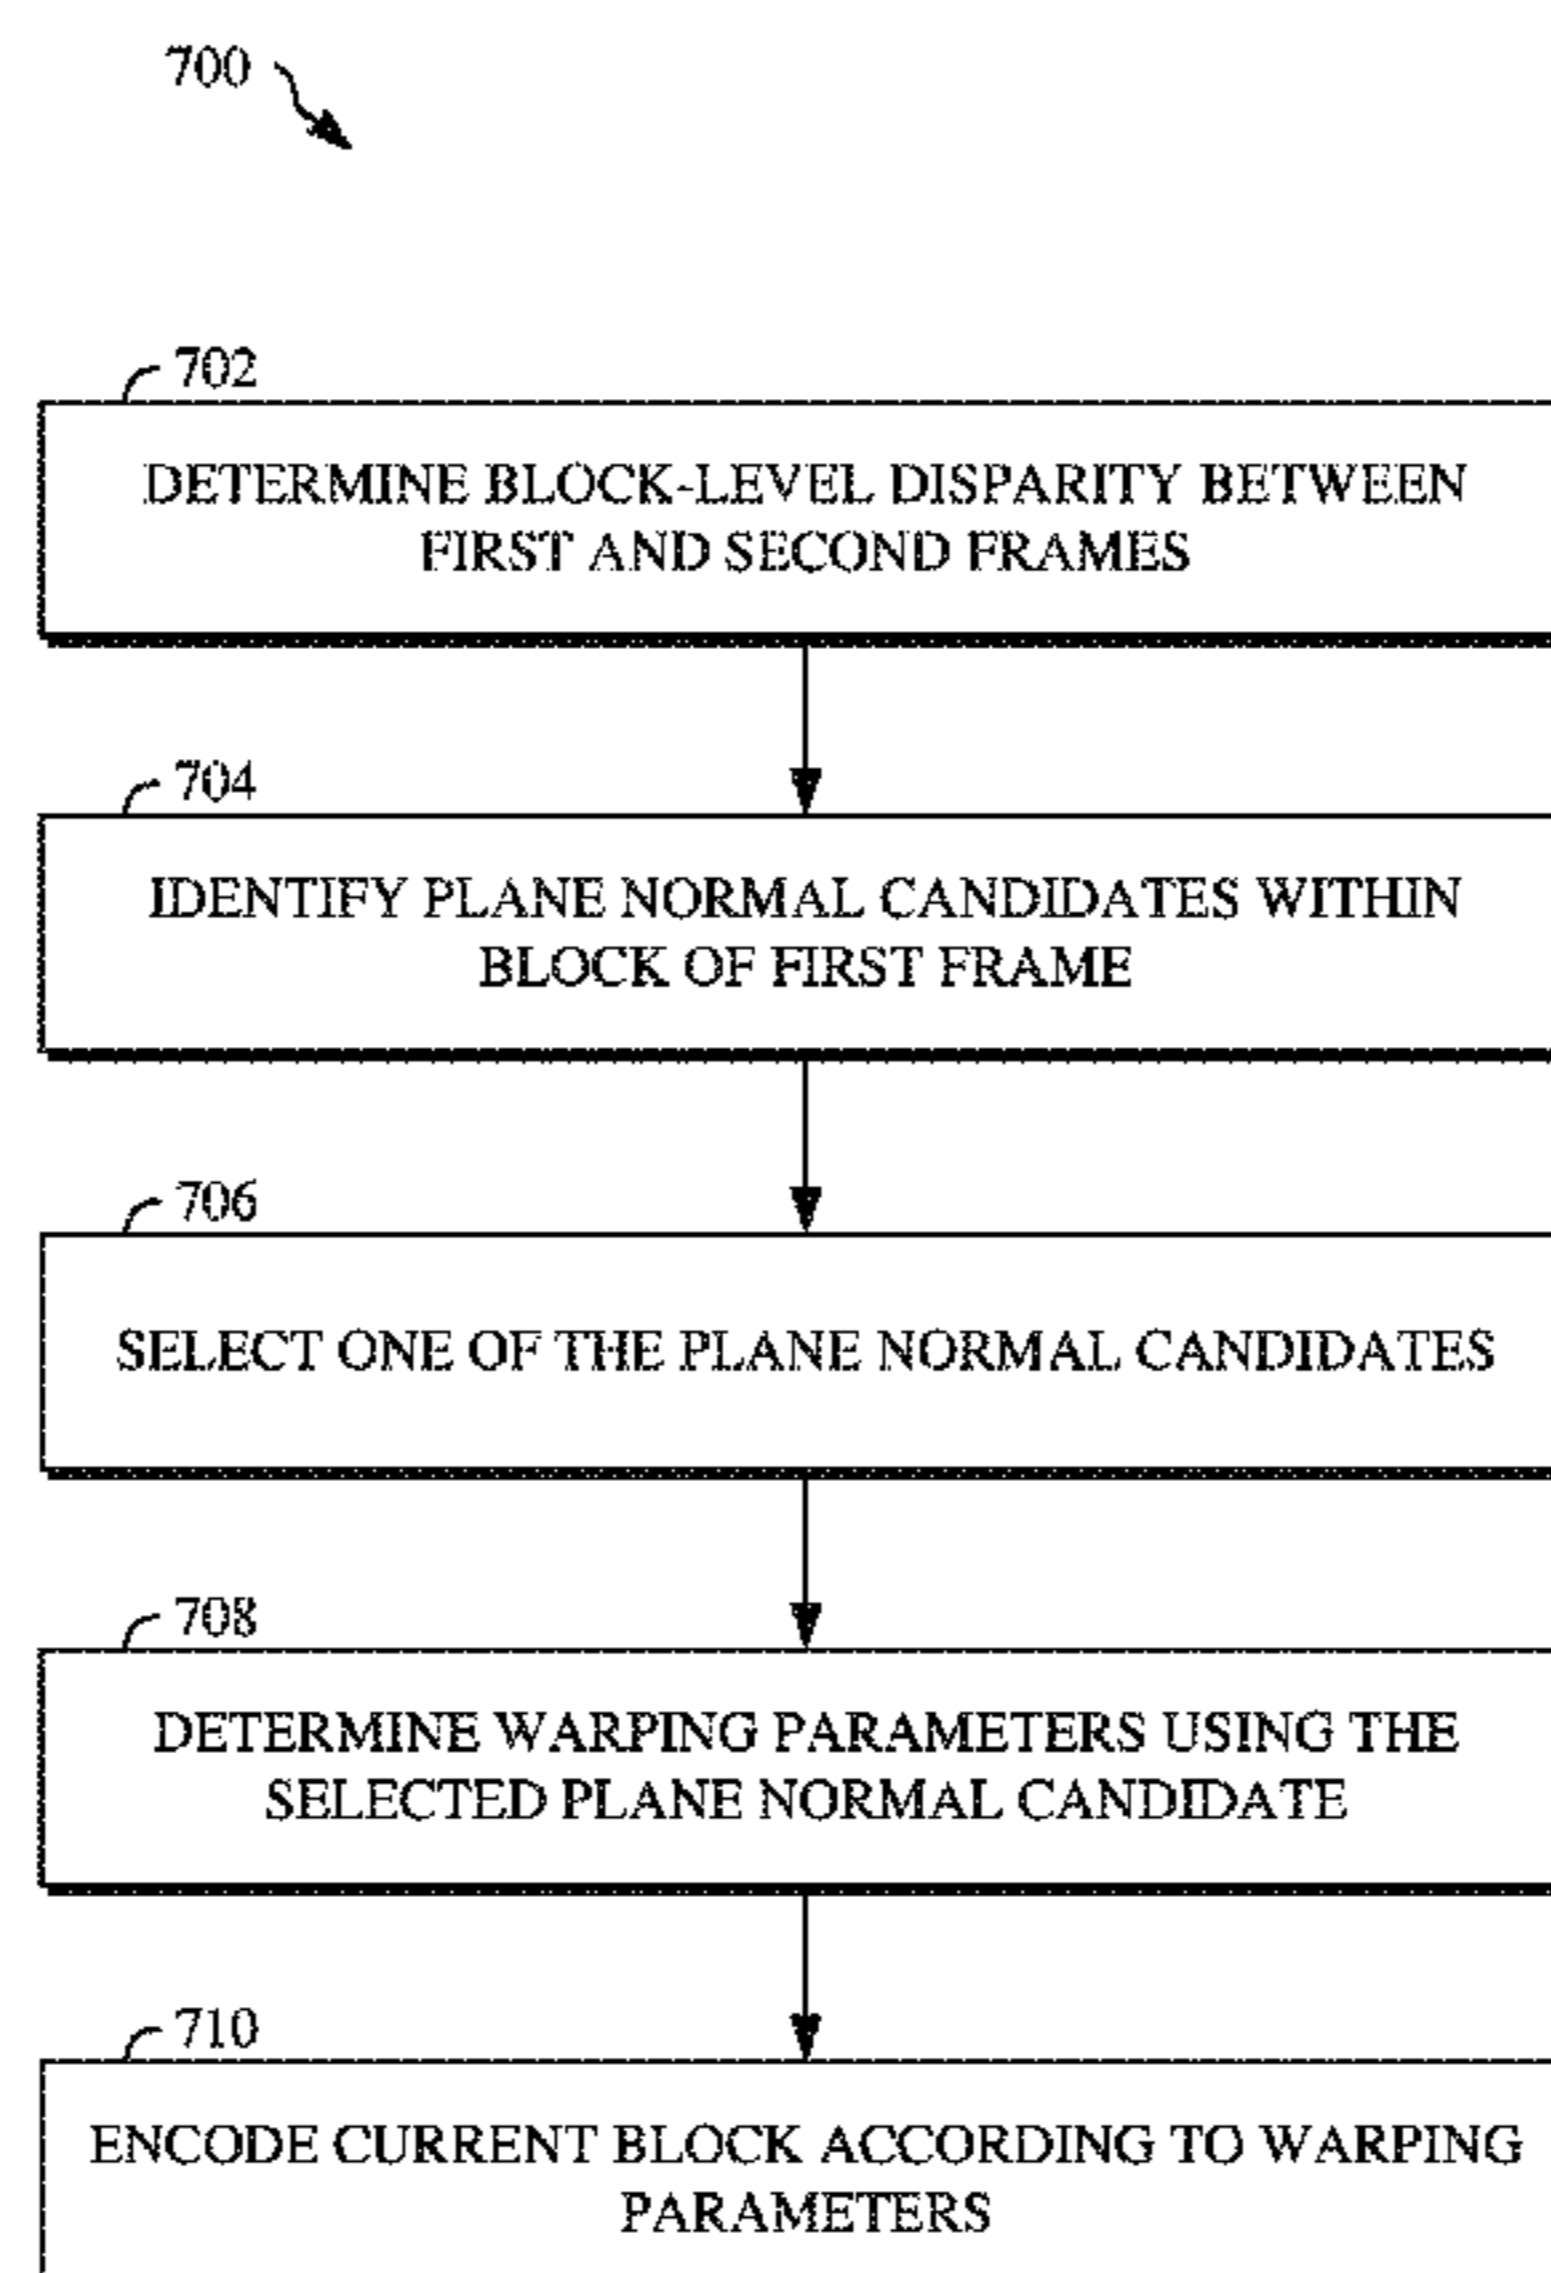 700
702
DETERMINE BLOCK-LEVEL DISPARITY BETWEEN
FIRST AND SECOND FRAMES
704
IDENTIFY PLANE NORMAL CANDIDATES WITHIN
BLOCK OF FIRST FRAME
706
SELECT ONE OF THE PLANE NORMAL CANDIDATES
708
DETERMINE WARPING PARAMETERS USING THE
SELECTED PLANE NORMAL CANDIDATE
710
ENCODE CURRENT BLOCK ACCORDING TO WARPING
PARAMETERS